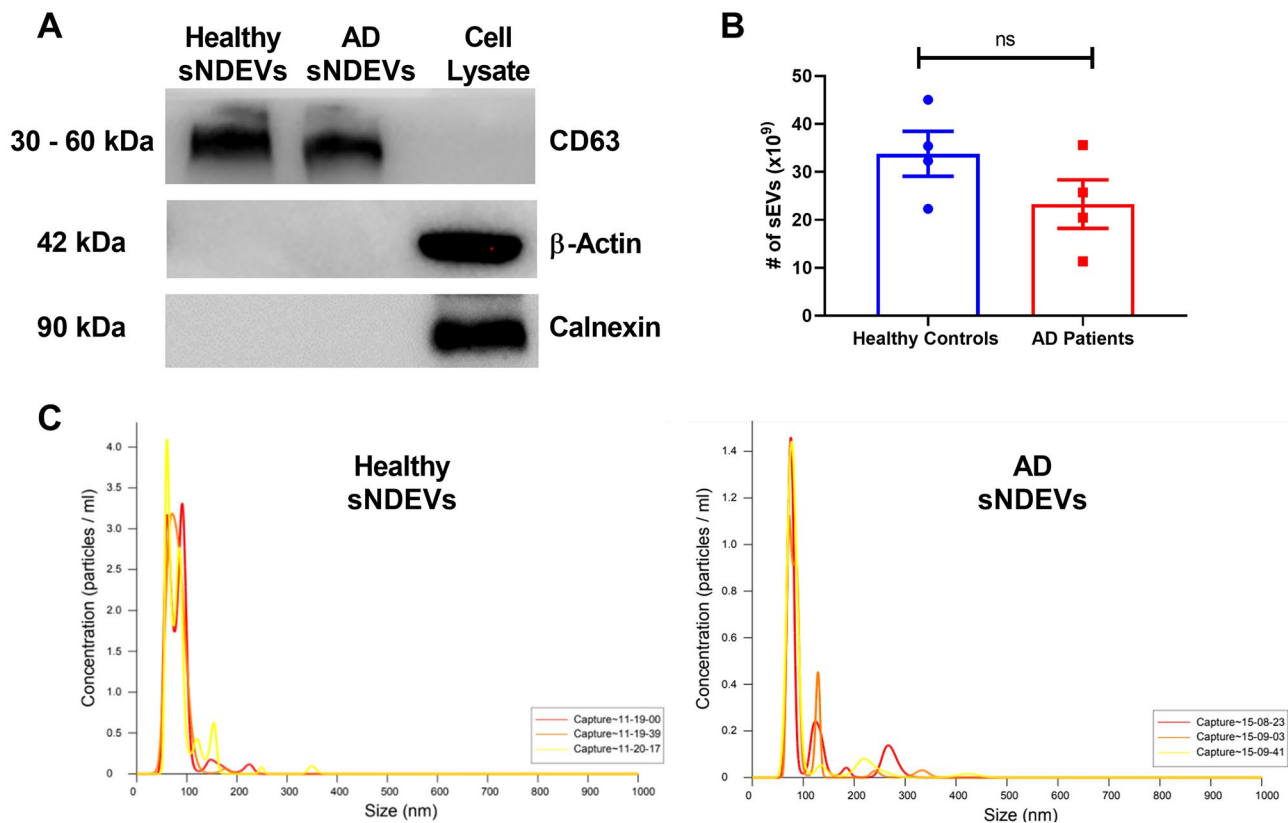 A
Healthy
sNDEVs
AD
sNDEVs
Cell
Lysate
30 - 60 kDa
CD63
42 kDa
β-Actin
90 kDa
Calnexin
B
ns
# of sEVs (x10⁹)
50
40
30
20
10
0
Healthy Controls
AD Patients
C
Healthy
sNDEVs
Concentration (particles / ml)
4.0
3.5
3.0
2.5
2.0
1.5
1.0
0.5
0
0
100
200
300
400
500
600
700
800
900
1000
Size (nm)
Capture~11-19-00
Capture~11-19-39
Capture~11-20-17
AD
sNDEVs
Concentration (particles / ml)
1.4
1.2
1.0
0.8
0.6
0.4
0.2
0
0
100
200
300
400
500
600
700
800
900
1000
Size (nm)
Capture~15-08-23
Capture~15-09-03
Capture~15-09-41